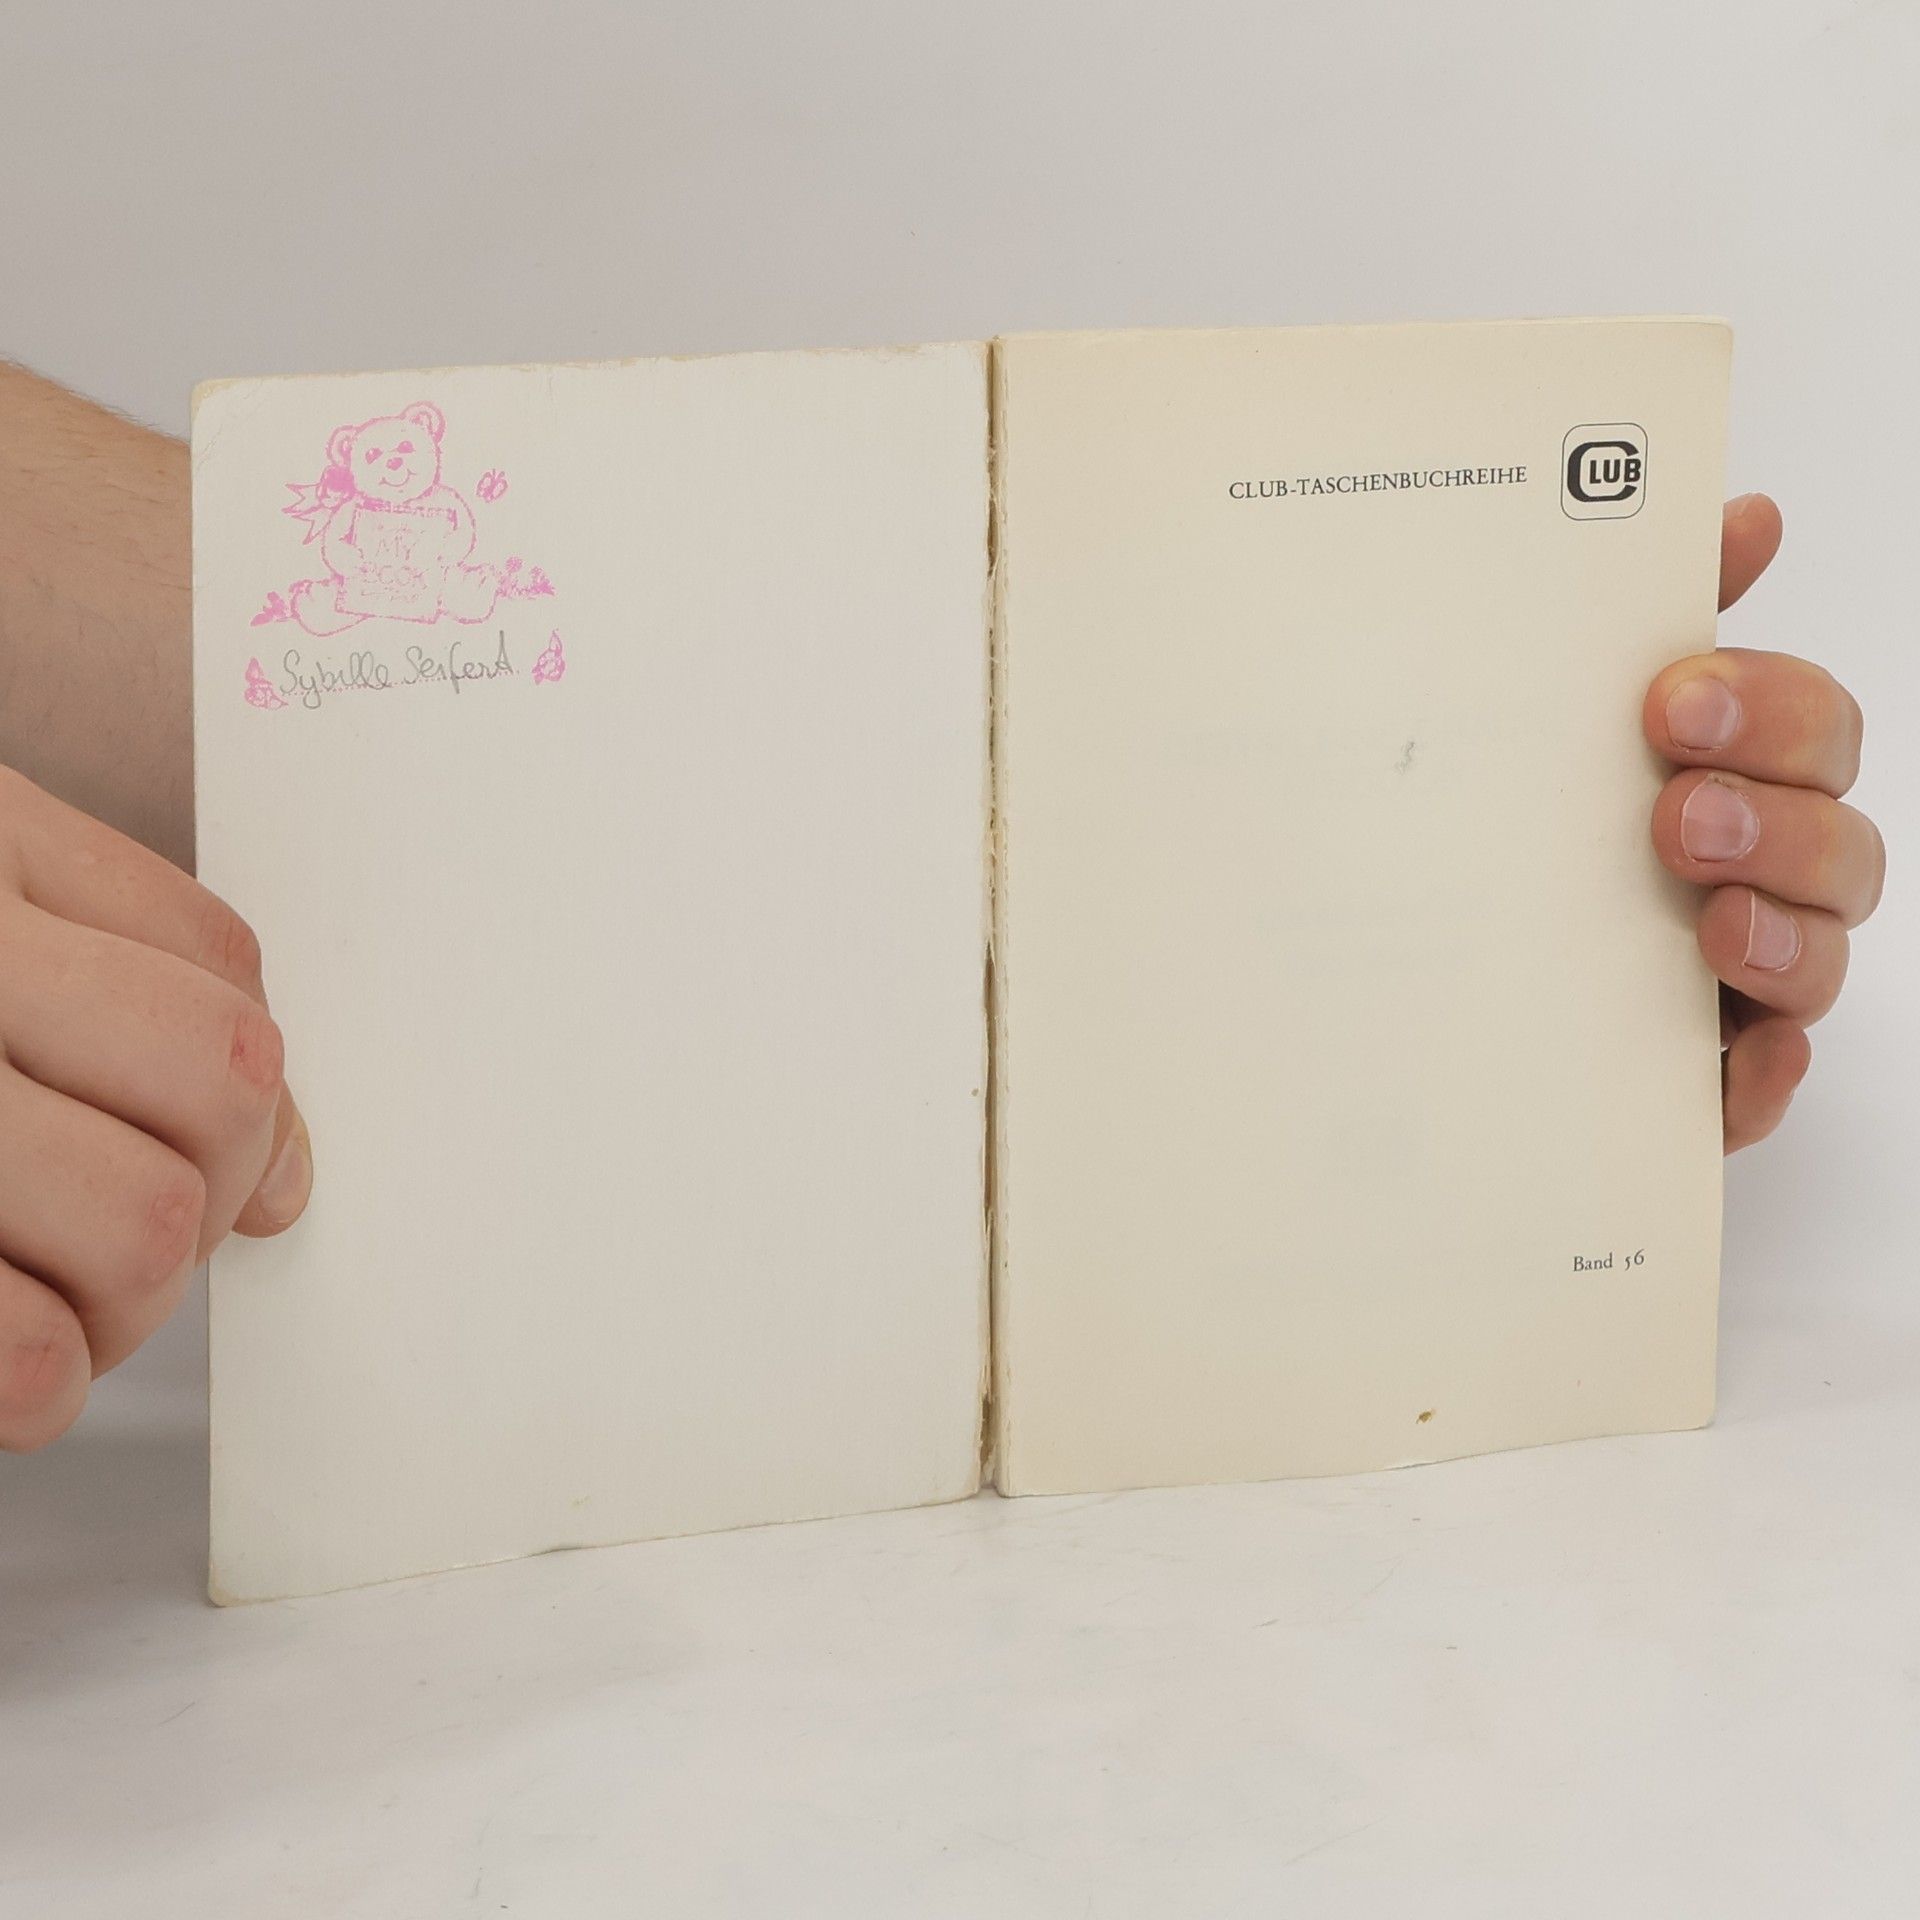 MY
BOOK
Sybille Seifert
CLUB-TASCHENBUCHREIHE
CLUB
Band 56